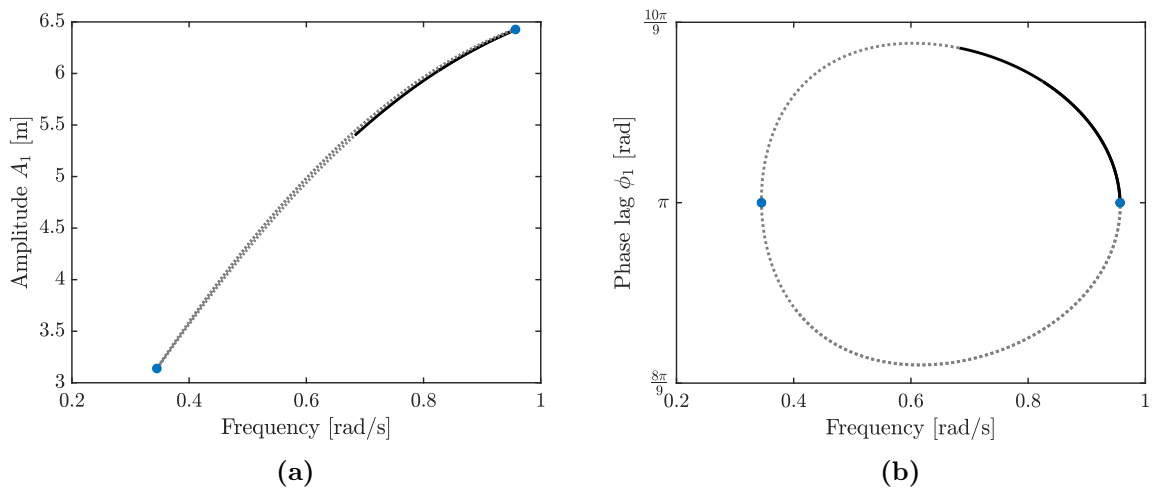 6.5
6
5.5
5
4.5
4
3.5
3
Amplitude A₁ [m]
0.2 0.4 0.6 0.8 1
Frequency [rad/s]
(a)
10π/9
π
8π/9
Phase lag ϕ₁ [rad]
0.2 0.4 0.6 0.8 1
Frequency [rad/s]
(b)